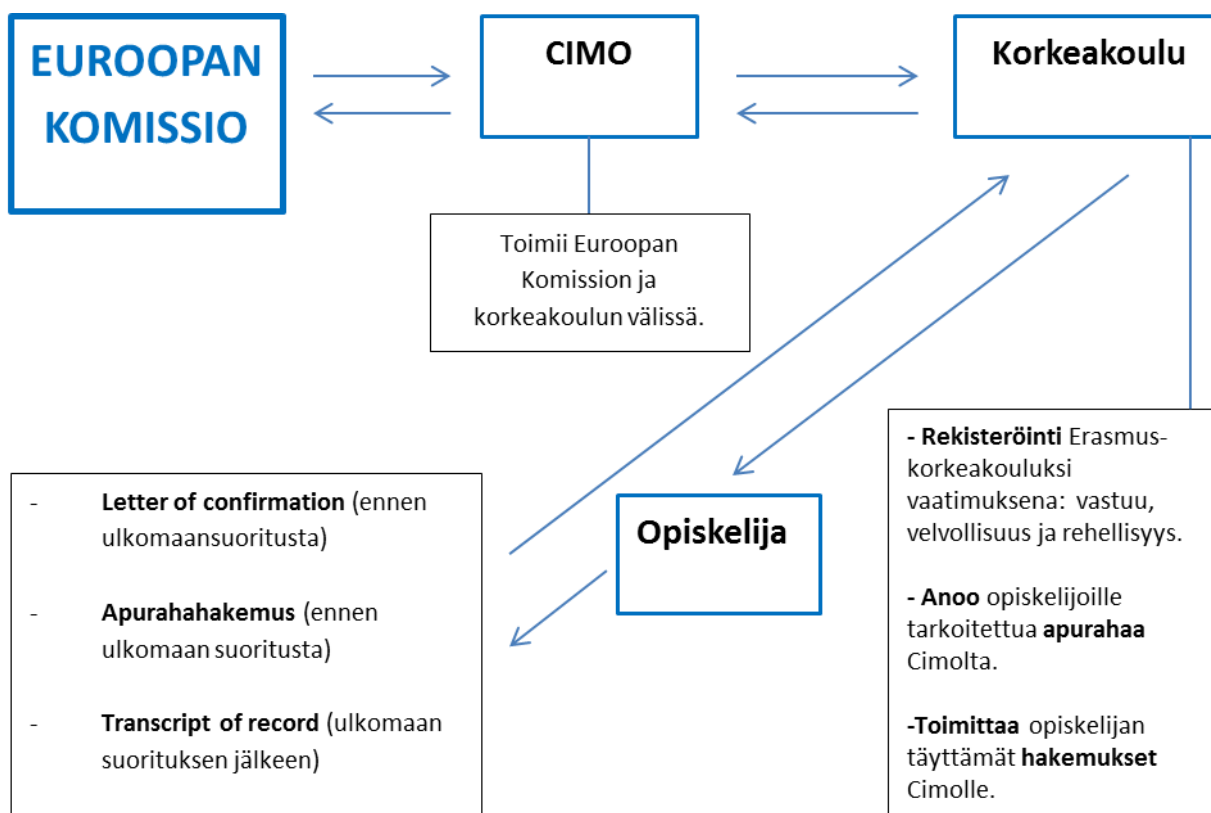 EUROOPAN
KOMISSIO
CIMO
Korkeakoulu
Toimii Euroopan
Komission ja
korkeakoulun välissä.
- Rekisteröinti Erasmus-
korkeakouluksi
vaatimuksena: vastuu,
velvollisuus ja rehellisyys.
- Anoo opiskelijoille
tarkoitettua apurahaa
Cimolta.
-Toimittaa opiskelijan
täyttämät hakemukset
Cimolle.
Opiskelija
- Letter of confirmation (ennen
ulkomaansuoritusta)
- Apurahahakemus (ennen
ulkomaan suoritusta)
- Transcript of record (ulkomaan
suorituksen jälkeen)